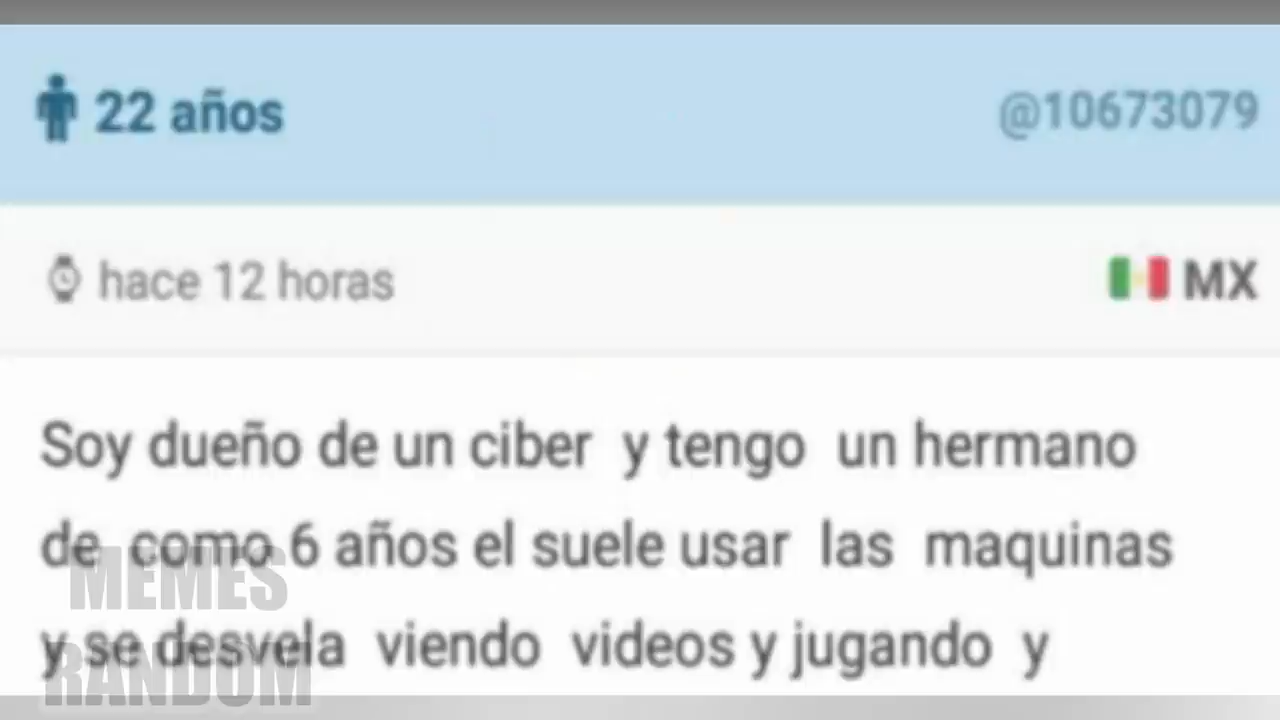 22 años
@10673079
hace 12 horas
MX
Soy dueño de un ciber y tengo un hermano
de como 6 años el suele usar las maquinas
y se desvela viendo videos y jugando y
MEMES
RANDOM